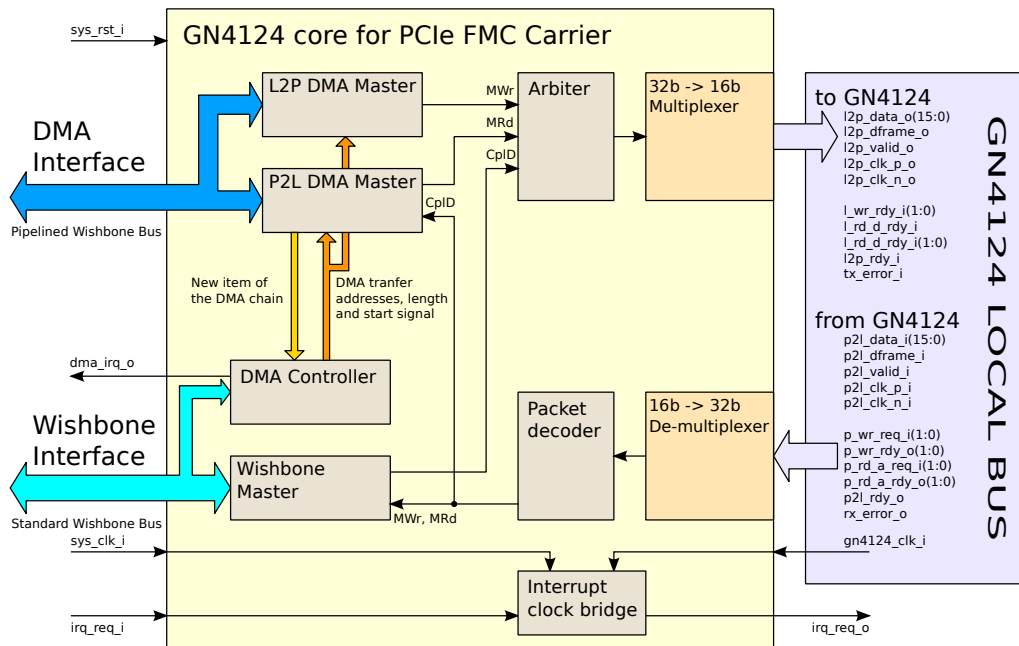 sys_rst_i
GN4124 core for PCIe FMC Carrier
L2P DMA Master
MWr
Arbiter
32b -> 16b
Multiplexer
to GN4124
l2p_data_o(15:0)
l2p_dframe_o
l2p_valid_o
l2p_clk_p_o
l2p_clk_n_o
l_wr_rdy_i(1:0)
l_rd_d_rdy_i
l_rd_d_rdy_i(1:0)
l2p_rdy_i
tx_error_i
GN4124 LOCAL BUS
DMA
Interface
MRd
CplD
P2L DMA Master
CplD
Pipelined Wishbone Bus
New item of
the DMA chain
DMA tranfer
addresses, length
and start signal
from GN4124
p2l_data_i(15:0)
p2l_dframe_i
p2l_valid_i
p2l_clk_p_i
p2l_clk_n_i
p_wr_req_i(1:0)
p_wr_rdy_o(1:0)
p_rd_a_req_i(1:0)
p_rd_a_rdy_o(1:0)
p2l_rdy_o
rx_error_o
dma_irq_o
DMA Controller
Packet
decoder
16b -> 32b
De-multiplexer
Wishbone
Interface
Wishbone
Master
MWr, MRd
Standard Wishbone Bus
sys_clk_i
gn4124_clk_i
Interrupt
clock bridge
irq_req_i
irq_req_o